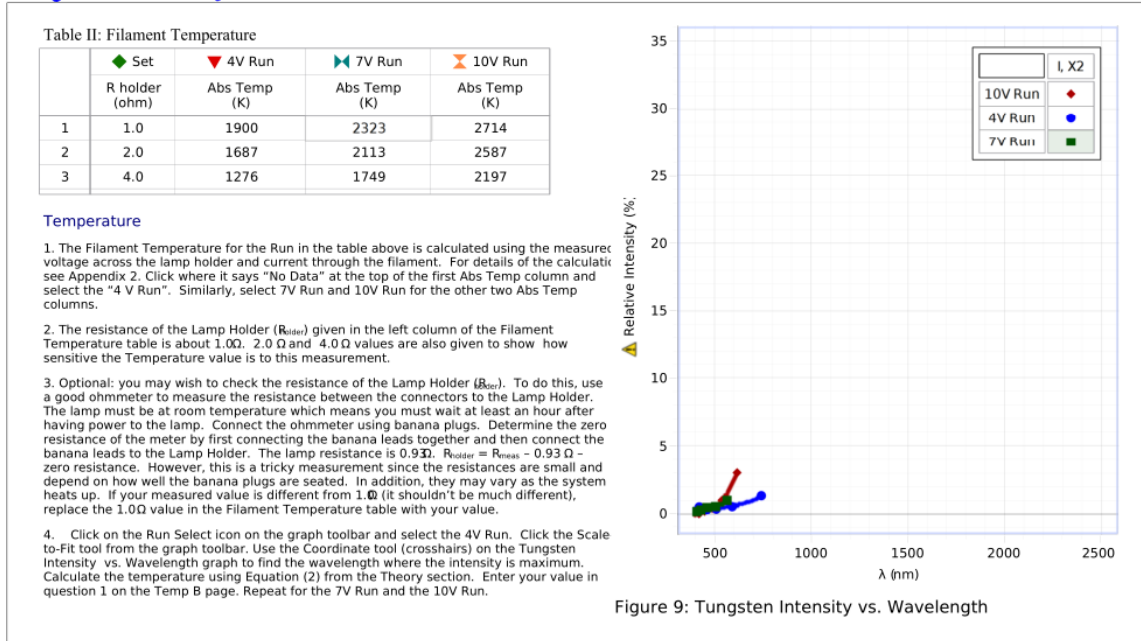 Table II: Filament Temperature
Set 4V Run 7V Run 10V Run
R holder (ohm) Abs Temp (K) Abs Temp (K) Abs Temp (K)
1 1.0 1900 2323 2714
2 2.0 1687 2113 2587
3 4.0 1276 1749 2197
Temperature
1. The Filament Temperature for the Run in the table above is calculated using the measured
voltage across the lamp holder and current through the filament. For details of the calculatic
see Appendix 2. Click where it says “No Data” at the top of the first Abs Temp column and
select the “4 V Run”. Similarly, select 7V Run and 10V Run for the other two Abs Temp
columns.
2. The resistance of the Lamp Holder (Rholder) given in the left column of the Filament
Temperature table is about 1.0Ω. 2.0 Ω and 4.0 Ω values are also given to show how
sensitive the Temperature value is to this measurement.
3. Optional: you may wish to check the resistance of the Lamp Holder (Rholder). To do this, use
a good ohmmeter to measure the resistance between the connectors to the Lamp Holder.
The lamp must be at room temperature which means you must wait at least an hour after
having power to the lamp. Connect the ohmmeter using banana plugs. Determine the zero
resistance of the meter by first connecting the banana leads together and then connect the
banana leads to the Lamp Holder. The lamp resistance is 0.93Ω. Rholder = Rmeas – 0.93 Ω –
zero resistance. However, this is a tricky measurement since the resistances are small and
depend on how well the banana plugs are seated. In addition, they may vary as the system
heats up. If your measured value is different from 1.0Ω (it shouldn’t be much different),
replace the 1.0Ω value in the Filament Temperature table with your value.
4. Click on the Run Select icon on the graph toolbar and select the 4V Run. Click the Scale
to-Fit tool from the graph toolbar. Use the Coordinate tool (crosshairs) on the Tungsten
Intensity vs. Wavelength graph to find the wavelength where the intensity is maximum.
Calculate the temperature using Equation (2) from the Theory section. Enter your value in
question 1 on the Temp B page. Repeat for the 7V Run and the 10V Run.
Relative Intensity (%)
35
30
25
20
15
10
5
0
500 1000 1500 2000 2500
λ (nm)
I, X2
10V Run
4V Run
7V Run
Figure 9: Tungsten Intensity vs. Wavelength